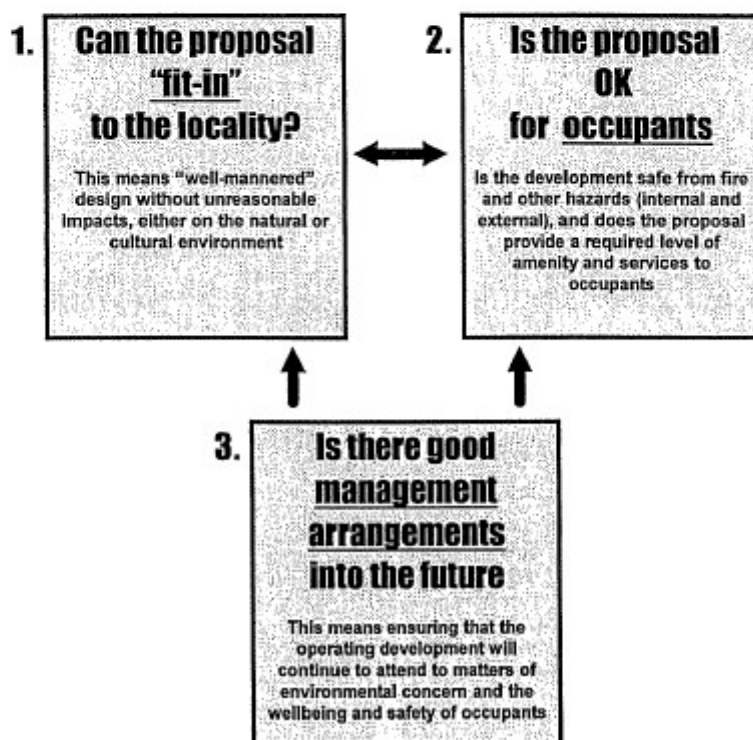 1.
Can the proposal
“fit-in”
to the locality?
This means “well-mannered”
design without unreasonable
impacts, either on the natural or
cultural environment
2.
Is the proposal
OK
for occupants
Is the development safe from fire
and other hazards (internal and
external), and does the proposal
provide a required level of
amenity and services to
occupants
3.
Is there good
management
arrangements
into the future
This means ensuring that the
operating development will
continue to attend to matters of
environmental concern and the
wellbeing and safety of occupants